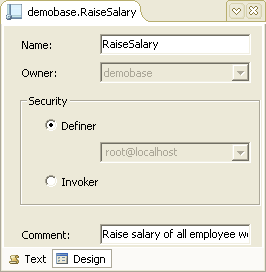 demobase.RaiseSalary
Name: RaiseSalary
Owner: demobase
Security
Definer
root@localhost
Invoker
Comment: Raise salary of all employee
Text Design